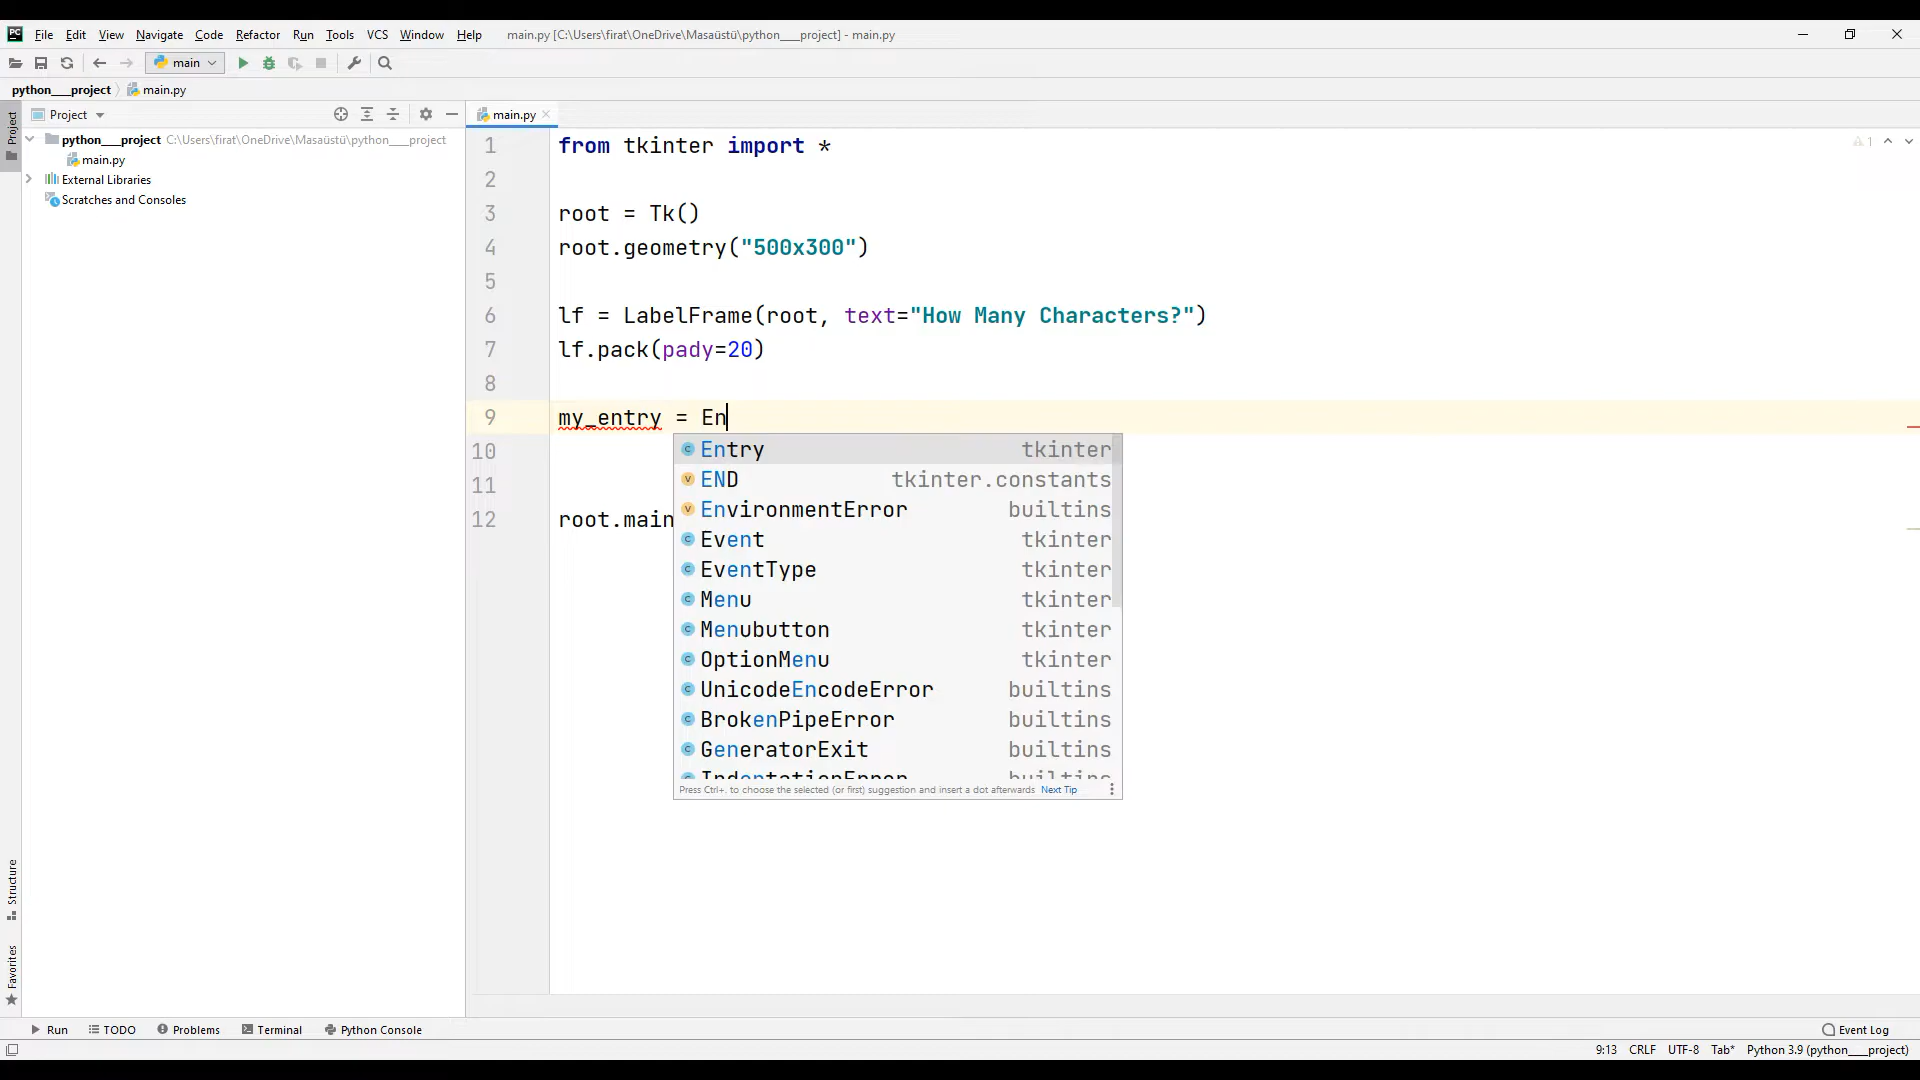 PC File Edit View Navigate Code Refactor Run Tools VCS Window Help main.py [C:\Users\firat\OneDrive\Masaüstü\python___project] - main.py
main
python___project main.py
Project
main.py
1
Project
python___project C:\Users\firat\OneDrive\Masaüstü\python___project
main.py
External Libraries
Scratches and Consoles
1 from tkinter import *
2
3 root = Tk()
4 root.geometry("500x300")
5
6 lf = LabelFrame(root, text="How Many Characters?")
7 lf.pack(pady=20)
8
9 my_entry = En
10
11
12 root.main
Entry tkinter
END tkinter.constants
EnvironmentError builtins
Event tkinter
EventType tkinter
Menu tkinter
Menubutton tkinter
OptionMenu tkinter
UnicodeEncodeError builtins
BrokenPipeError builtins
GeneratorExit builtins
IndentationError builtins
Press Ctrl+. to choose the selected (or first) suggestion and insert a dot afterwards Next Tip
Structure
Favorites
Run TODO Problems Terminal Python Console Event Log
9:13 CRLF UTF-8 Tab* Python 3.9 (python___project)